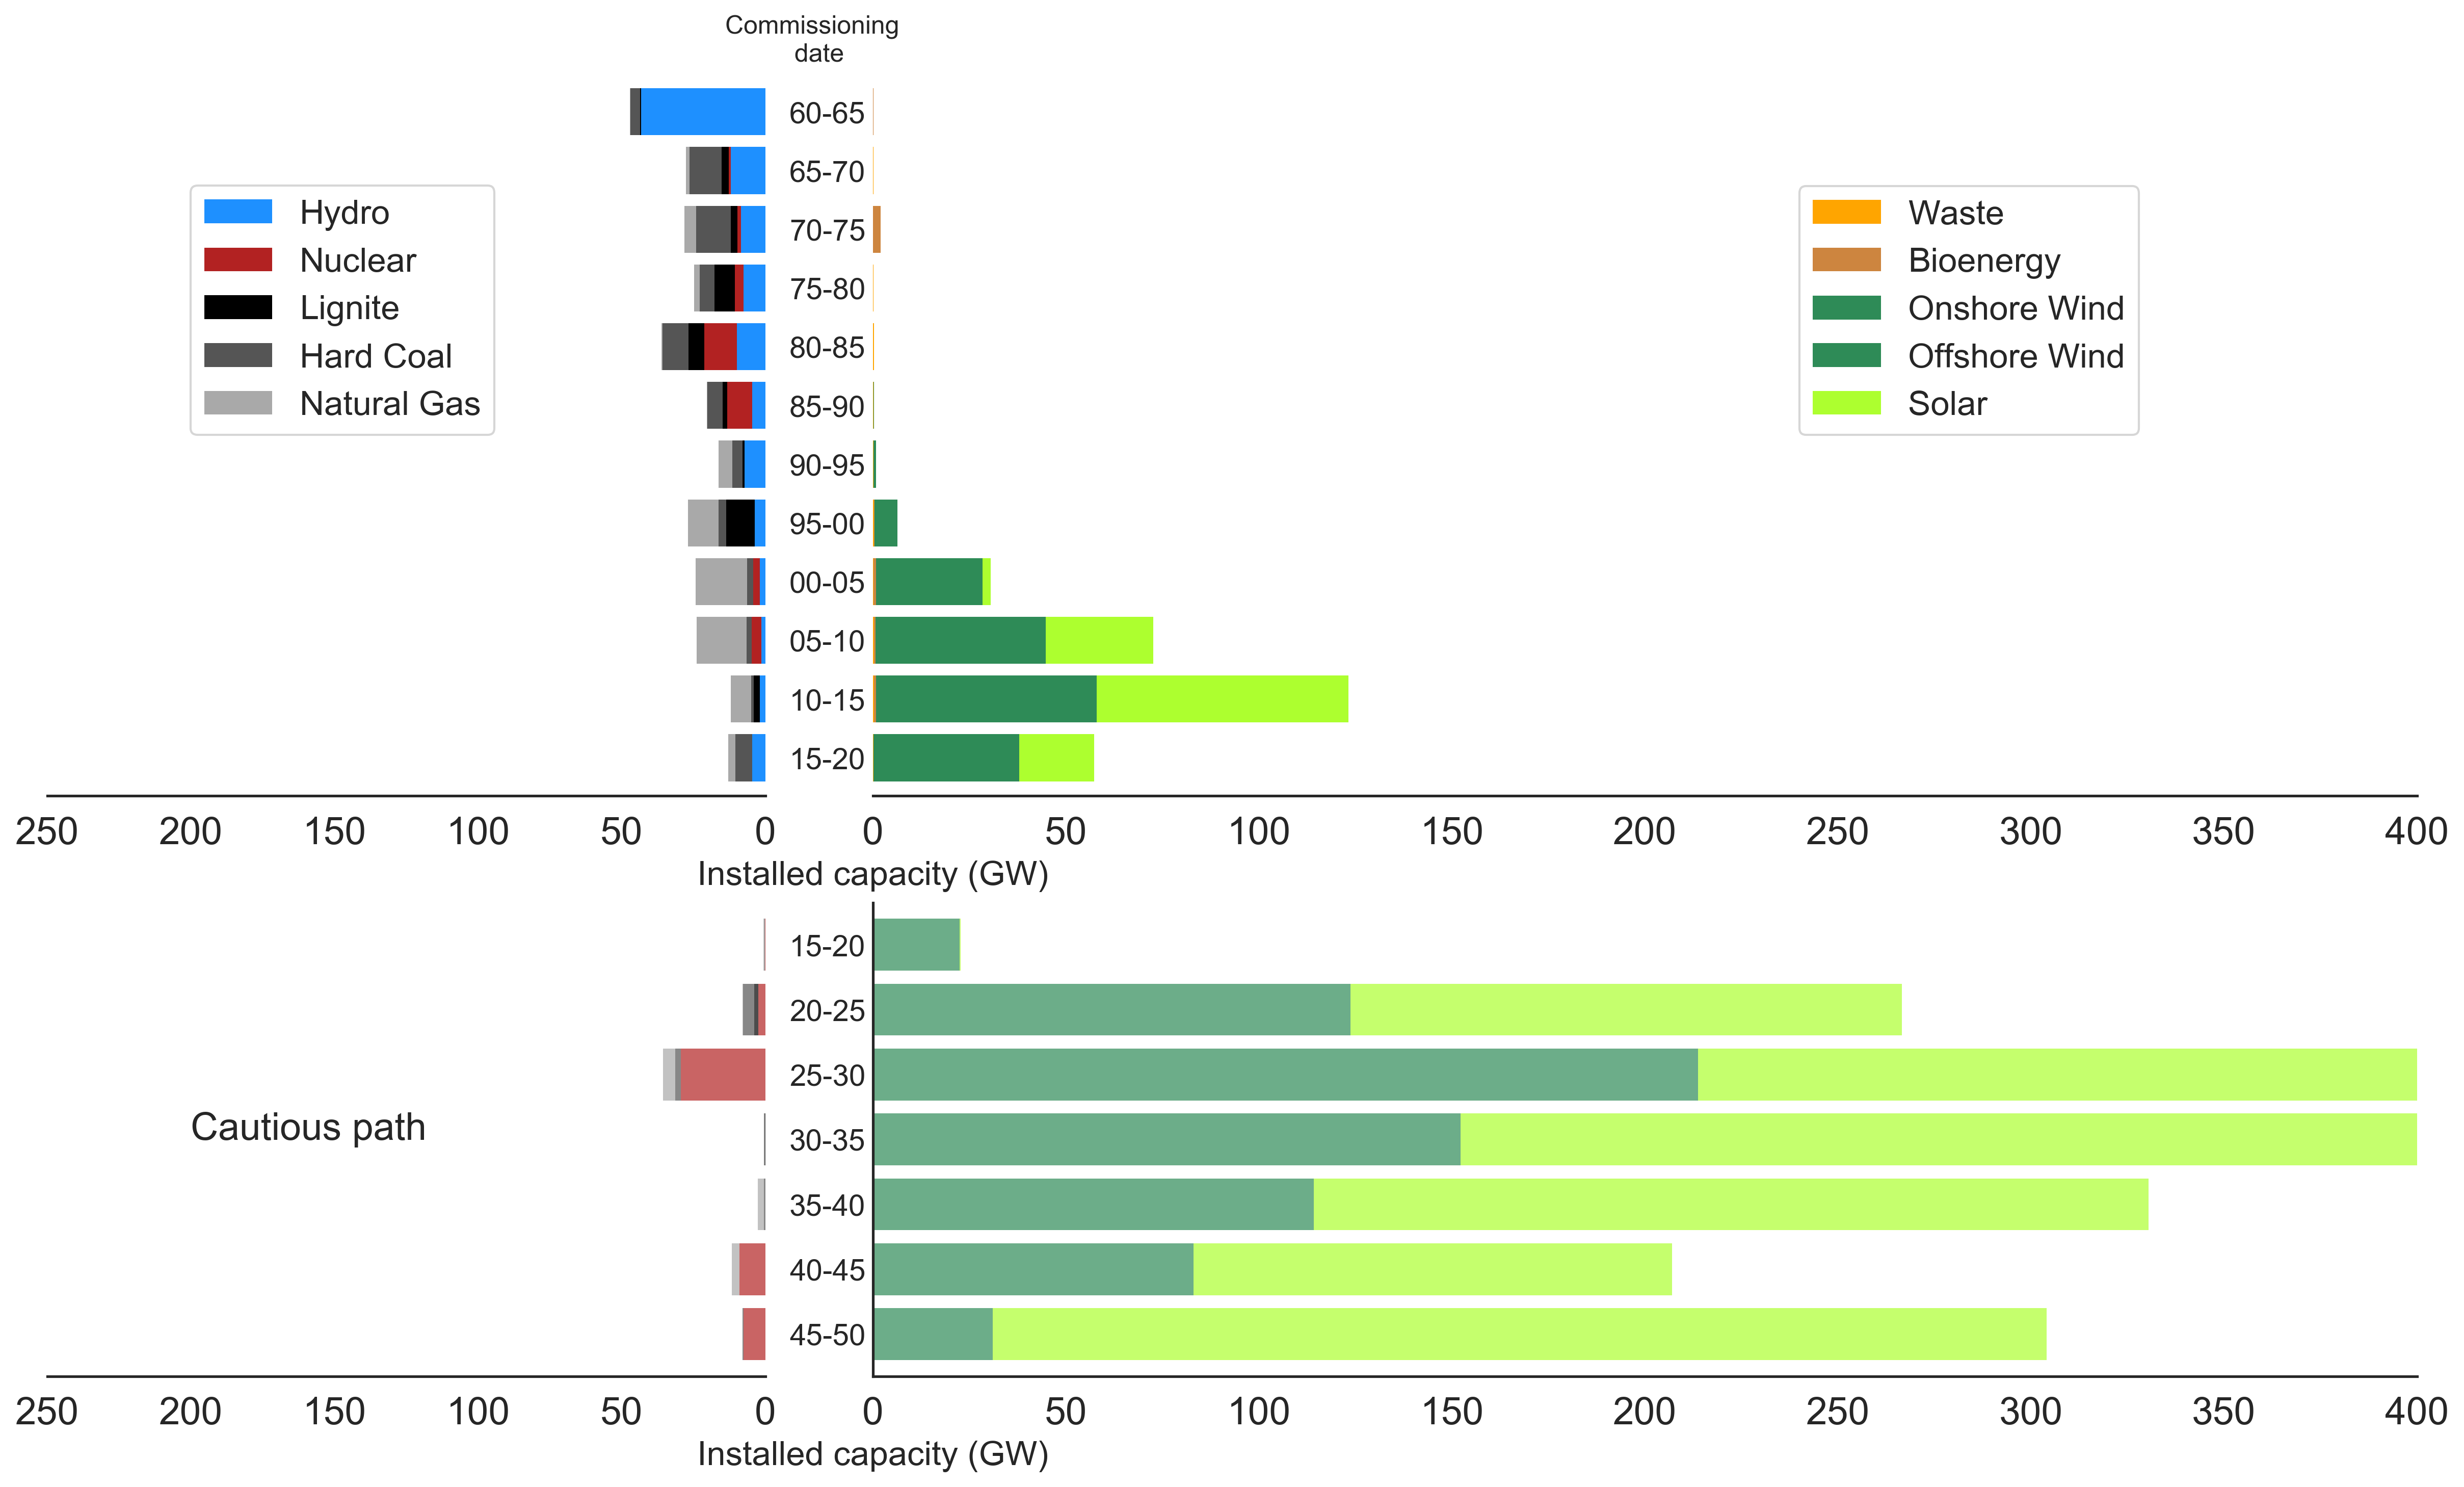 Commissioning
date
60-65
65-70
70-75
75-80
80-85
85-90
90-95
95-00
00-05
05-10
10-15
15-20
Hydro
Nuclear
Lignite
Hard Coal
Natural Gas
Waste
Bioenergy
Onshore Wind
Offshore Wind
Solar
250 200 150 100 50 0 0 50 100 150 200 250 300 350 400
Installed capacity (GW)
15-20
20-25
25-30
30-35
35-40
40-45
45-50
Cautious path
250 200 150 100 50 0 0 50 100 150 200 250 300 350 400
Installed capacity (GW)